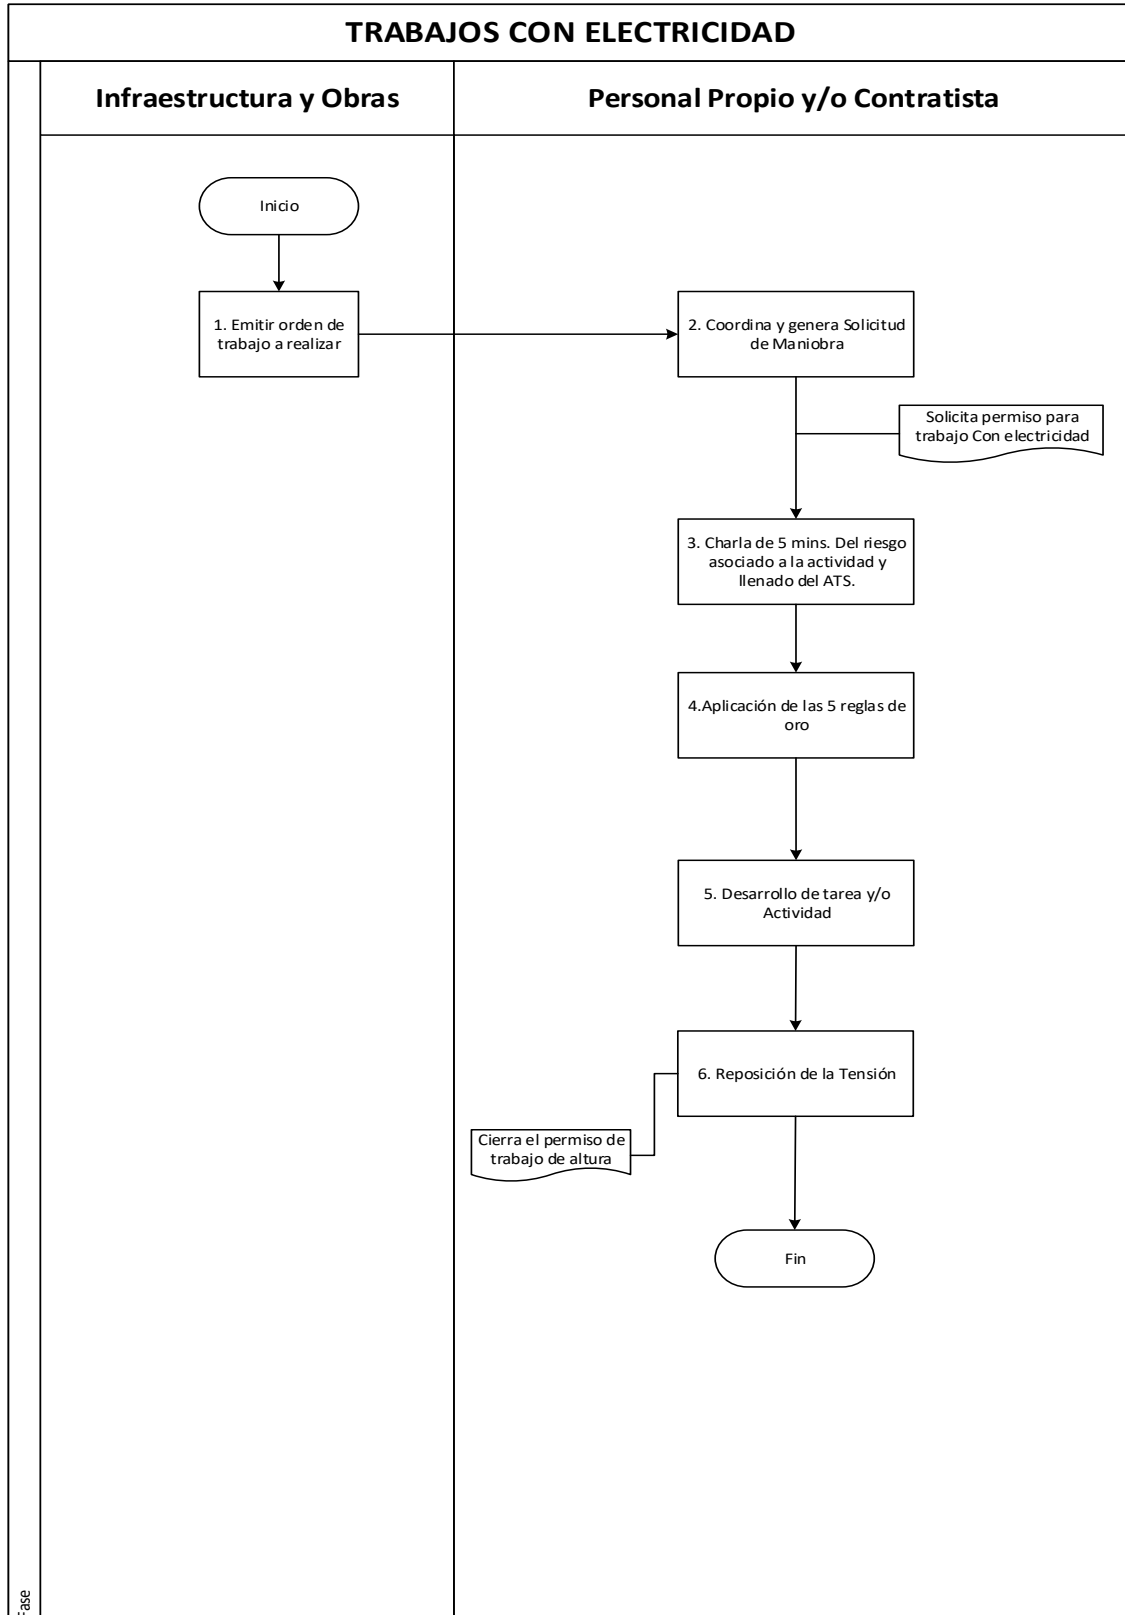 TRABAJOS CON ELECTRICIDAD
Infraestructura y Obras
Personal Propio y/o Contratista
Inicio
1. Emitir orden de
trabajo a realizar
2. Coordina y genera Solicitud
de Maniobra
Solicita permiso para
trabajo Con electricidad
3. Charla de 5 mins. Del riesgo
asociado a la actividad y
llenado del ATS.
4.Aplicación de las 5 reglas de
oro
5. Desarrollo de tarea y/o
Actividad
6. Reposición de la Tensión
Cierra el permiso de
trabajo de altura
Fin
Fase